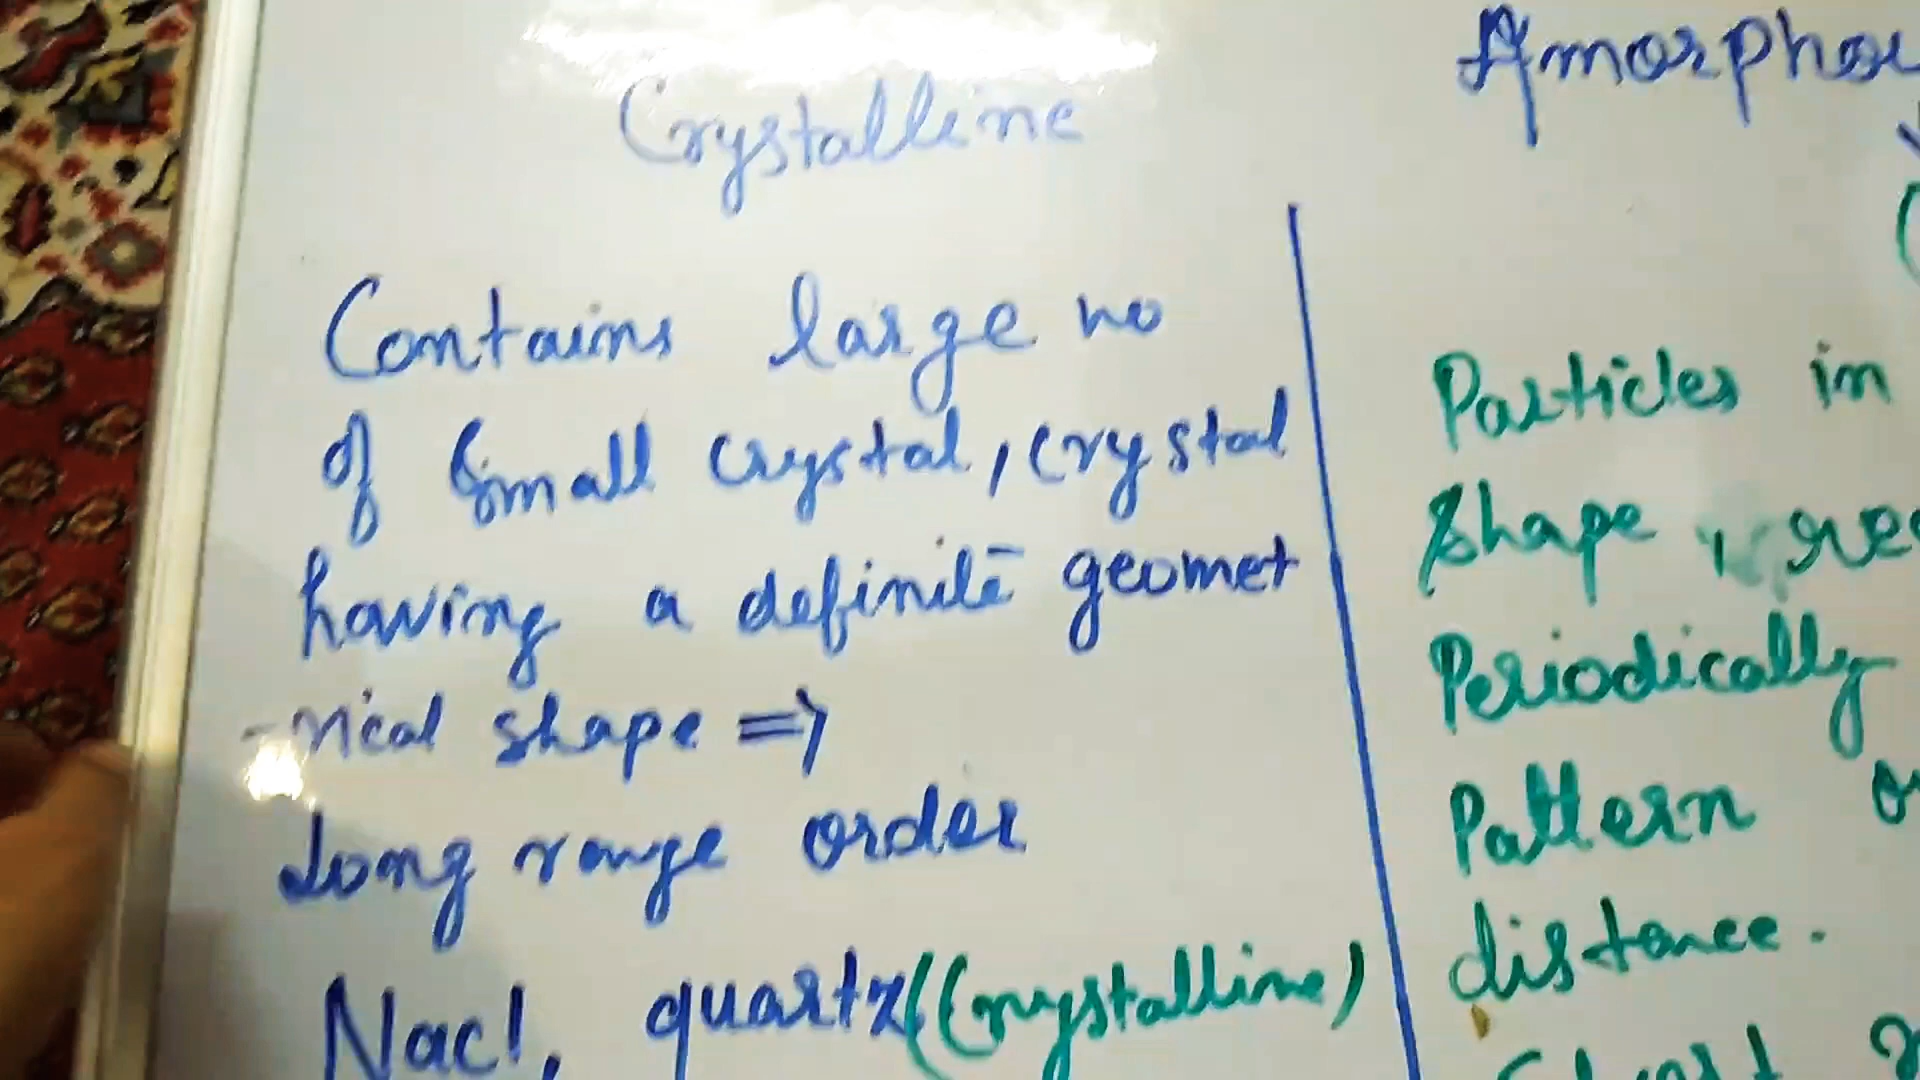 Crystalline
Contains large no
of small crystal, crystal
having a definite geomet
-rical shape ⇒
Long range order
Nacl, quartz (Crystalline)
Amorphou
Particles in
Shape,
Periodically
Pattern
distance.